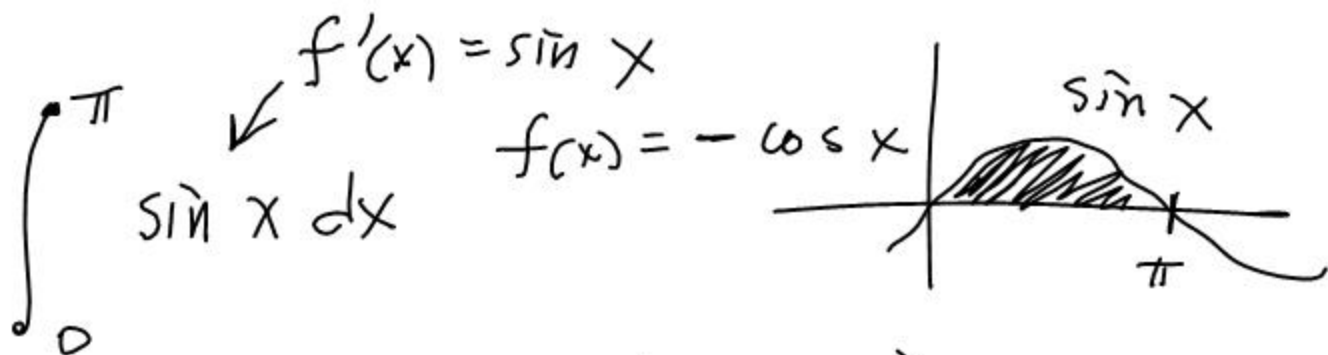 f'(x) = sin x
f(x) = - cos x
∫₀^π sin x dx
sin x
π